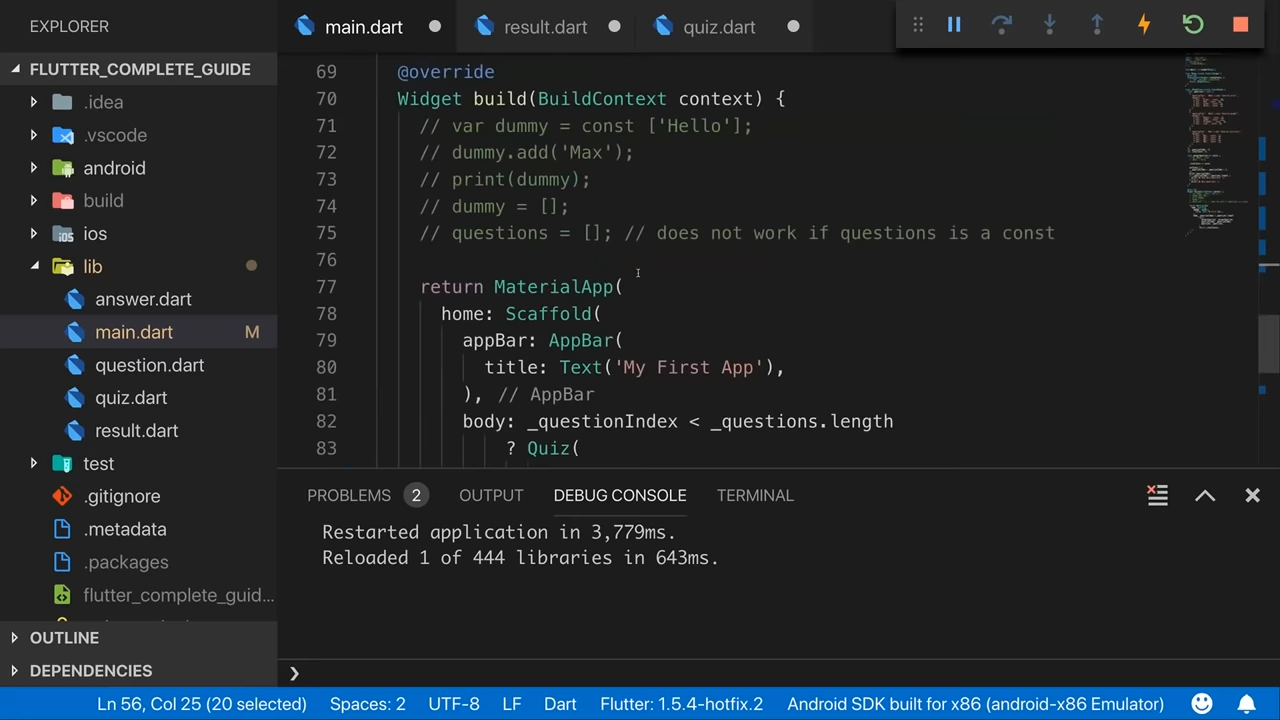 EXPLORER
main.dart
result.dart
quiz.dart
FLUTTER_COMPLETE_GUIDE
.idea
.vscode
android
build
ios
lib
answer.dart
main.dart M
question.dart
quiz.dart
result.dart
test
.gitignore
.metadata
.packages
flutter_complete_guid...
OUTLINE
DEPENDENCIES
69 @override
70 Widget build(BuildContext context) {
71 // var dummy = const ['Hello'];
72 // dummy.add('Max');
73 // print(dummy);
74 // dummy = [];
75 // questions = []; // does not work if questions is a const
76
77 return MaterialApp(
78 home: Scaffold(
79 appBar: AppBar(
80 title: Text('My First App'),
81 ), // AppBar
82 body: _questionIndex < _questions.length
83 ? Quiz(
PROBLEMS 2 OUTPUT DEBUG CONSOLE TERMINAL
Restarted application in 3,779ms.
Reloaded 1 of 444 libraries in 643ms.
Ln 56, Col 25 (20 selected) Spaces: 2 UTF-8 LF Dart Flutter: 1.5.4-hotfix.2 Android SDK built for x86 (android-x86 Emulator)